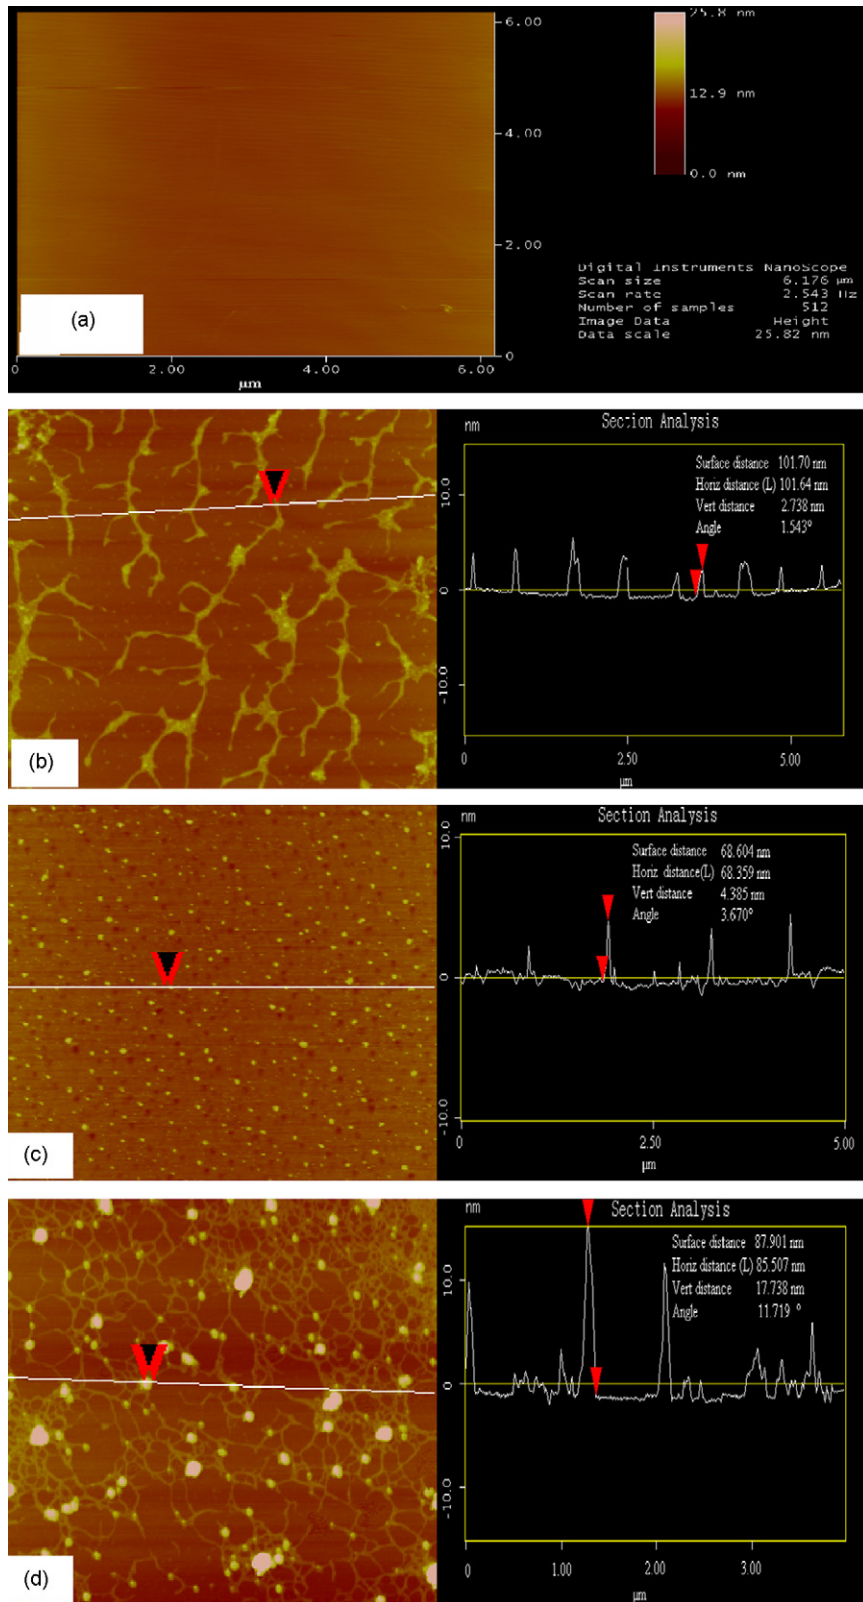 25.8 nm
6.00
12.9 nm
4.00
0.0 nm
2.00
Digital Instruments NanoScope
Scan size 6.176 µm
Scan rate 2.543 Hz
Number of samples 512
Image Data Height
Data scale 25.82 nm
(a)
0
0 2.00 4.00 6.00
µm
nm
Section Analysis
Surface distance 101.70 nm
Horiz distance (L) 101.64 nm
Vert distance 2.738 nm
Angle 1.543°
10.0
0
-10.0
0 2.50 5.00
µm
(b)
nm
Section Analysis
Surface distance 68.604 nm
Horiz distance(L) 68.359 nm
Vert distance 4.385 nm
Angle 3.670°
10.0
0
-10.0
0 2.50 5.00
µm
(c)
nm
Section Analysis
Surface distance 87.901 nm
Horiz distance (L) 85.507 nm
Vert distance 17.738 nm
Angle 11.719 °
10.0
0
-10.0
0 1.00 2.00 3.00
µm
(d)